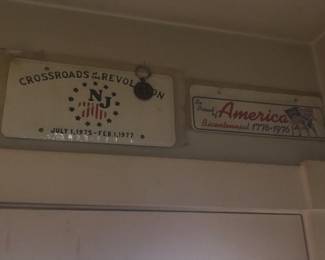 CROSSROADS OF THE REVOLUTION
NJ
JULY 1, 1975 - FEB 1, 1977
America
Bicentennial 1776-1976